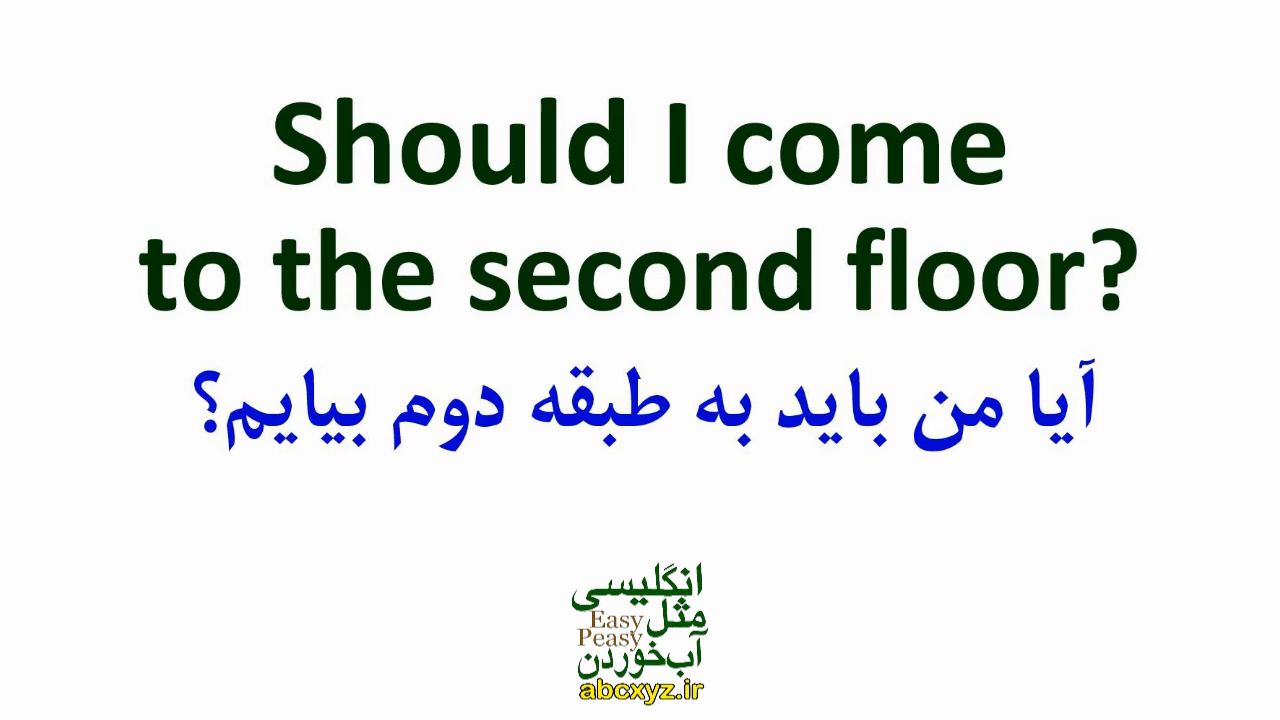 Should I come
to the second floor?
آیا من باید به طبقه دوم بیایم؟
انگلیسی
مثل
Easy
Peasy
آب‌خوردن
abcxyz.ir